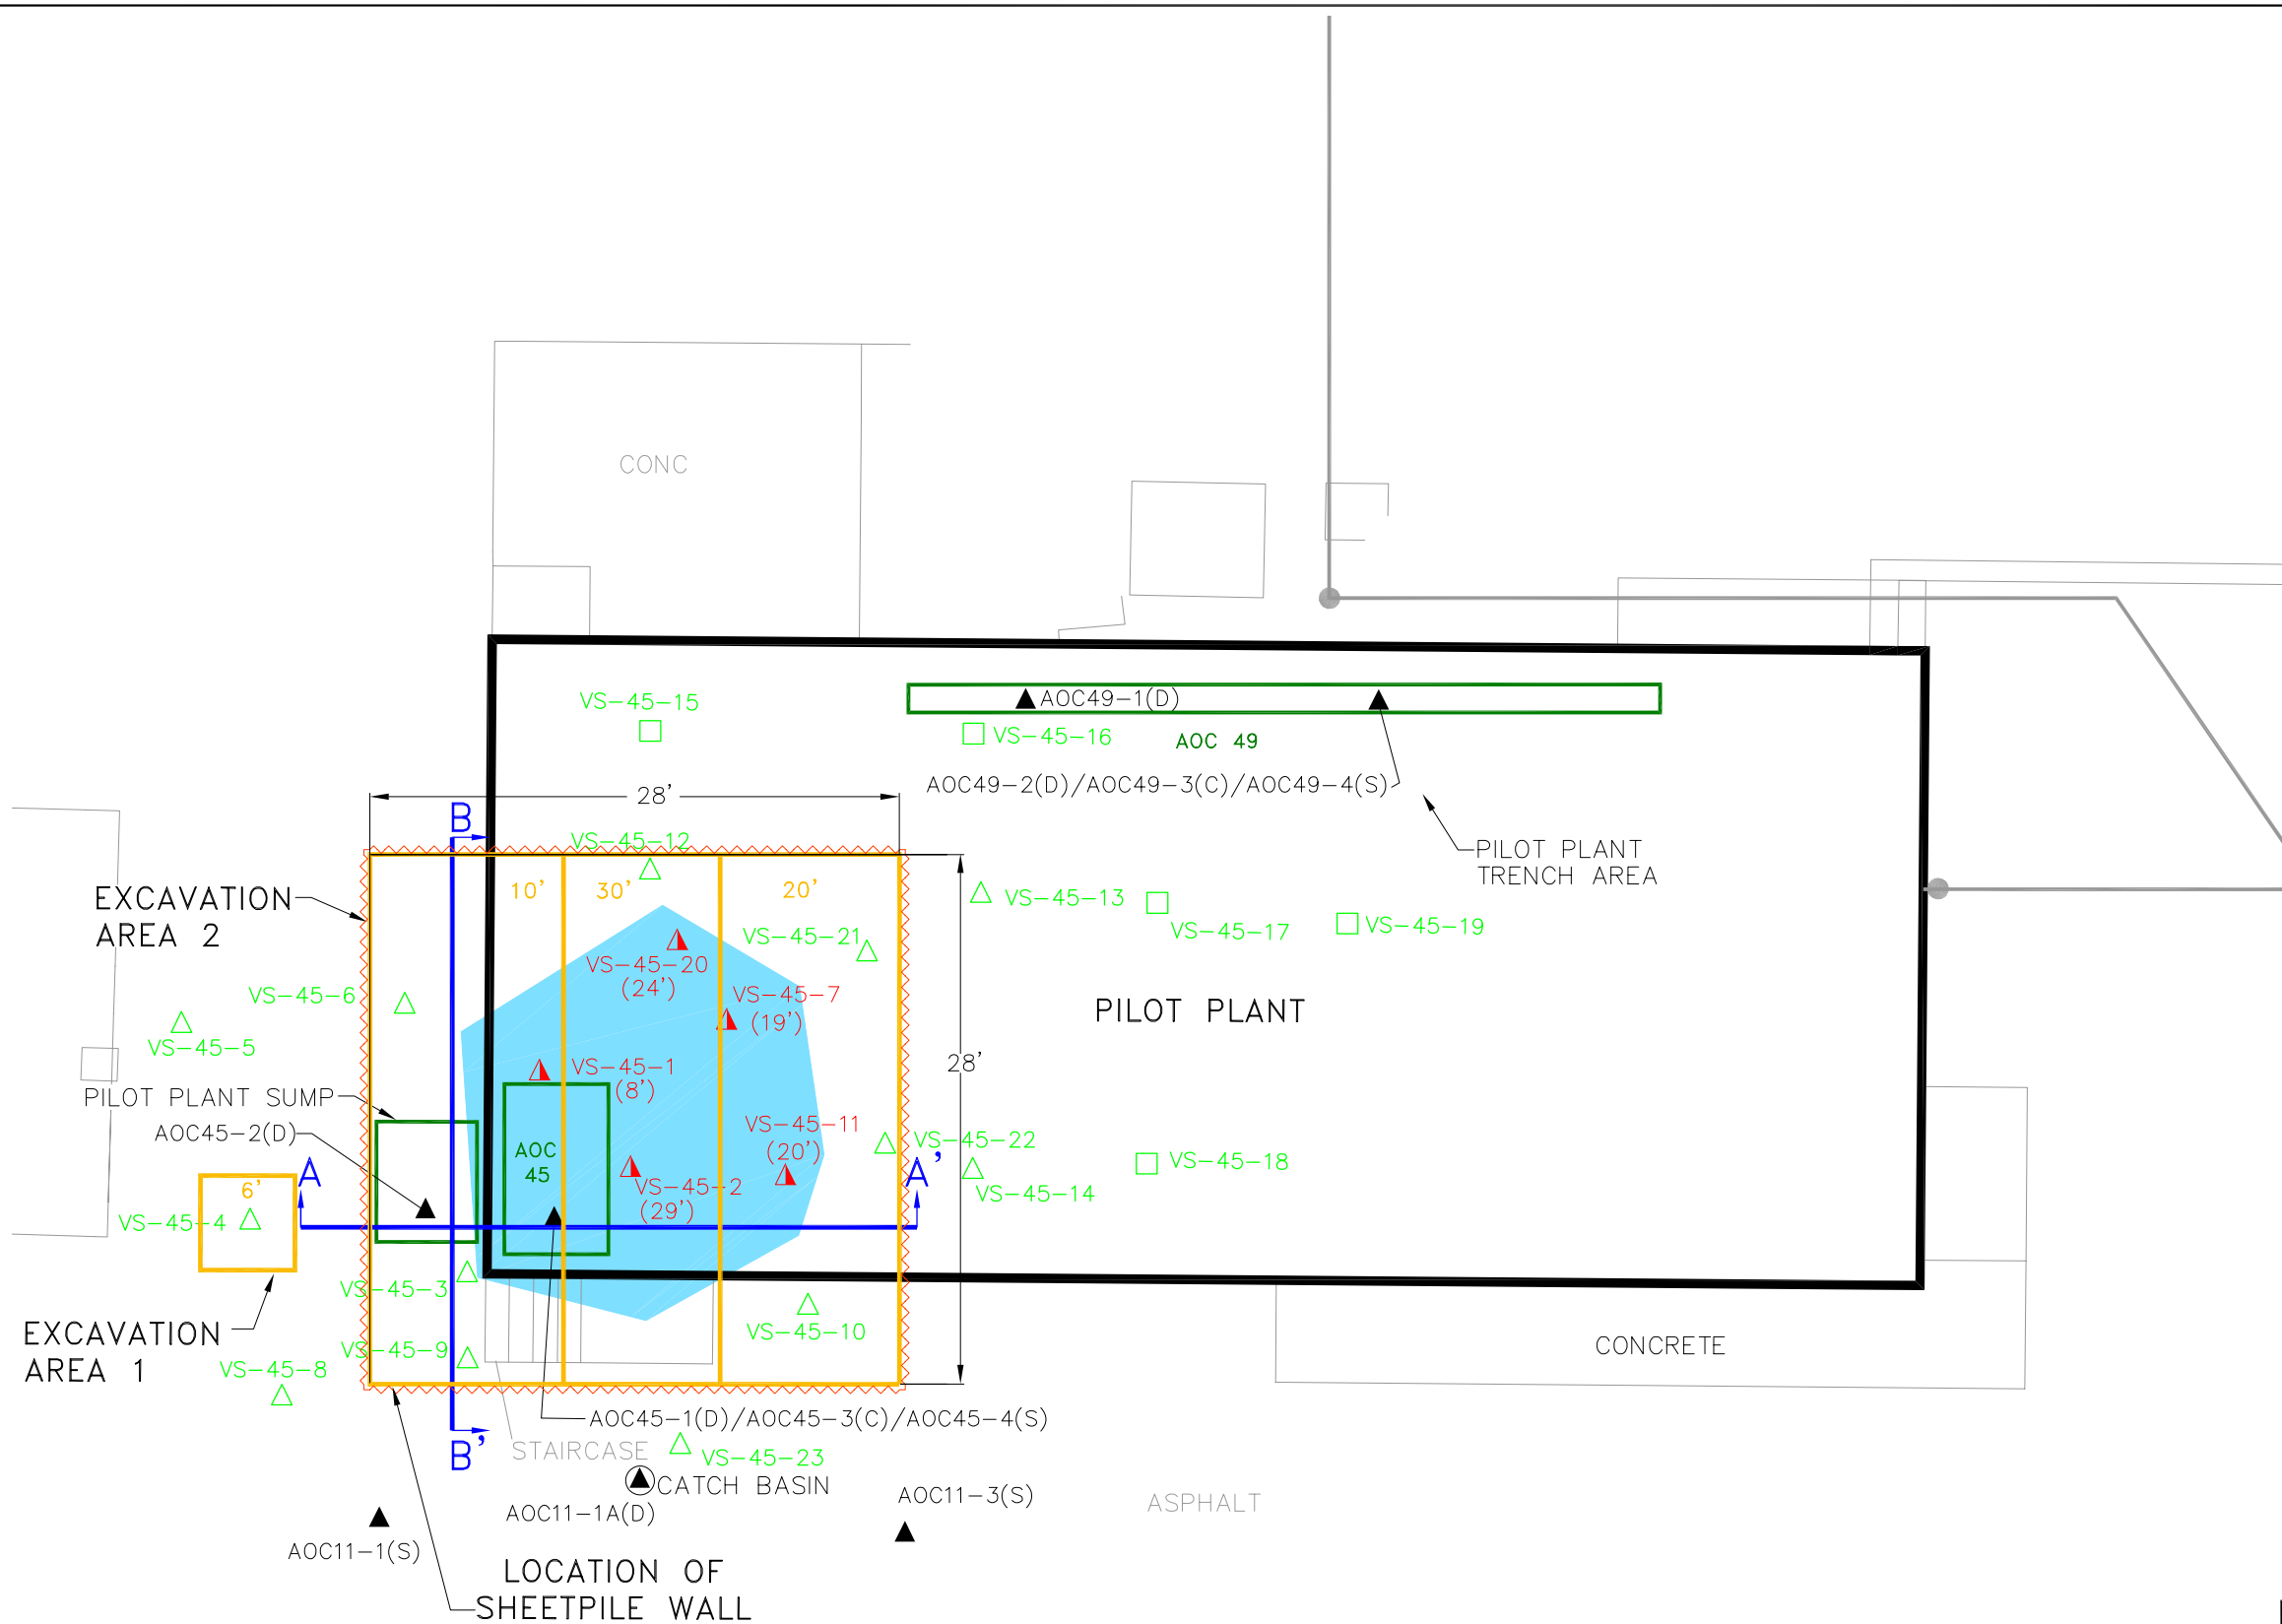 CONC
VS-45-15
AOC49-1(D)
VS-45-16
AOC 49
AOC49-2(D)/AOC49-3(C)/AOC49-4(S)
28'
B
VS-45-12
PILOT PLANT
TRENCH AREA
EXCAVATION
AREA 2
10'
30'
20'
VS-45-13
VS-45-17
VS-45-19
VS-45-21
VS-45-20
(24')
VS-45-6
VS-45-7
(19')
PILOT PLANT
VS-45-5
28'
VS-45-1
(8')
PILOT PLANT SUMP
AOC45-2(D)
VS-45-11
(20')
VS-45-22
AOC
45
VS-45-18
A
A'
6'
VS-45-2
(29')
VS-45-14
VS-45-4
VS-45-3
EXCAVATION
AREA 1
VS-45-10
VS-45-9
CONCRETE
VS-45-8
AOC45-1(D)/AOC45-3(C)/AOC45-4(S)
B'
STAIRCASE
VS-45-23
CATCH BASIN
AOC11-3(S)
ASPHALT
AOC11-1A(D)
AOC11-1(S)
LOCATION OF
SHEETPILE WALL